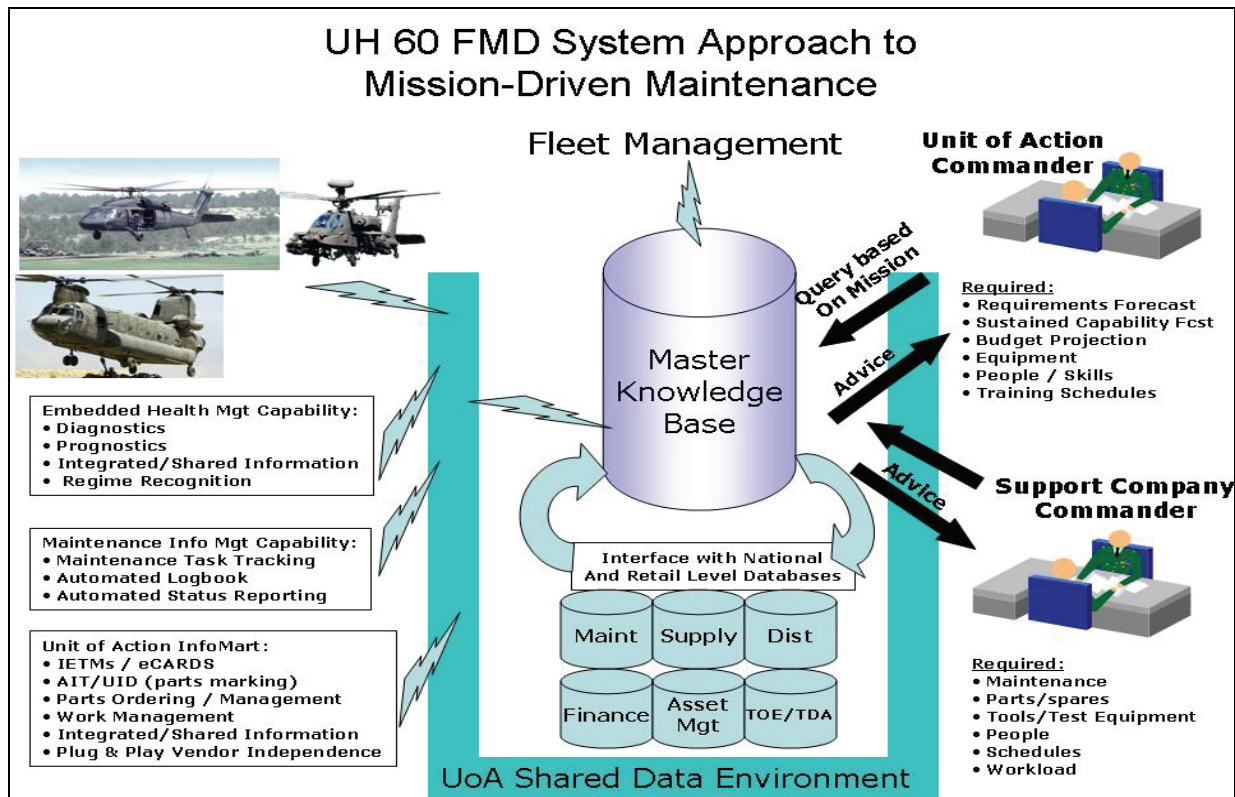 UH 60 FMD System Approach to
Mission-Driven Maintenance
Fleet Management
Unit of Action
Commander
Query based
On Mission
Advice
Required:
• Requirements Forecast
• Sustained Capability Fcst
• Budget Projection
• Equipment
• People / Skills
• Training Schedules
Master
Knowledge
Base
Embedded Health Mgt Capability:
• Diagnostics
• Prognostics
• Integrated/Shared Information
• Regime Recognition
Advice
Support Company
Commander
Maintenance Info Mgt Capability:
• Maintenance Task Tracking
• Automated Logbook
• Automated Status Reporting
Interface with National
And Retail Level Databases
Maint
Supply
Dist
Finance
Asset
Mgt
TOE/TDA
Unit of Action InfoMart:
• IETMs / eCARDS
• AIT/UID (parts marking)
• Parts Ordering / Management
• Work Management
• Integrated/Shared Information
• Plug & Play Vendor Independence
Required:
• Maintenance
• Parts/spares
• Tools/Test Equipment
• People
• Schedules
• Workload
UoA Shared Data Environment